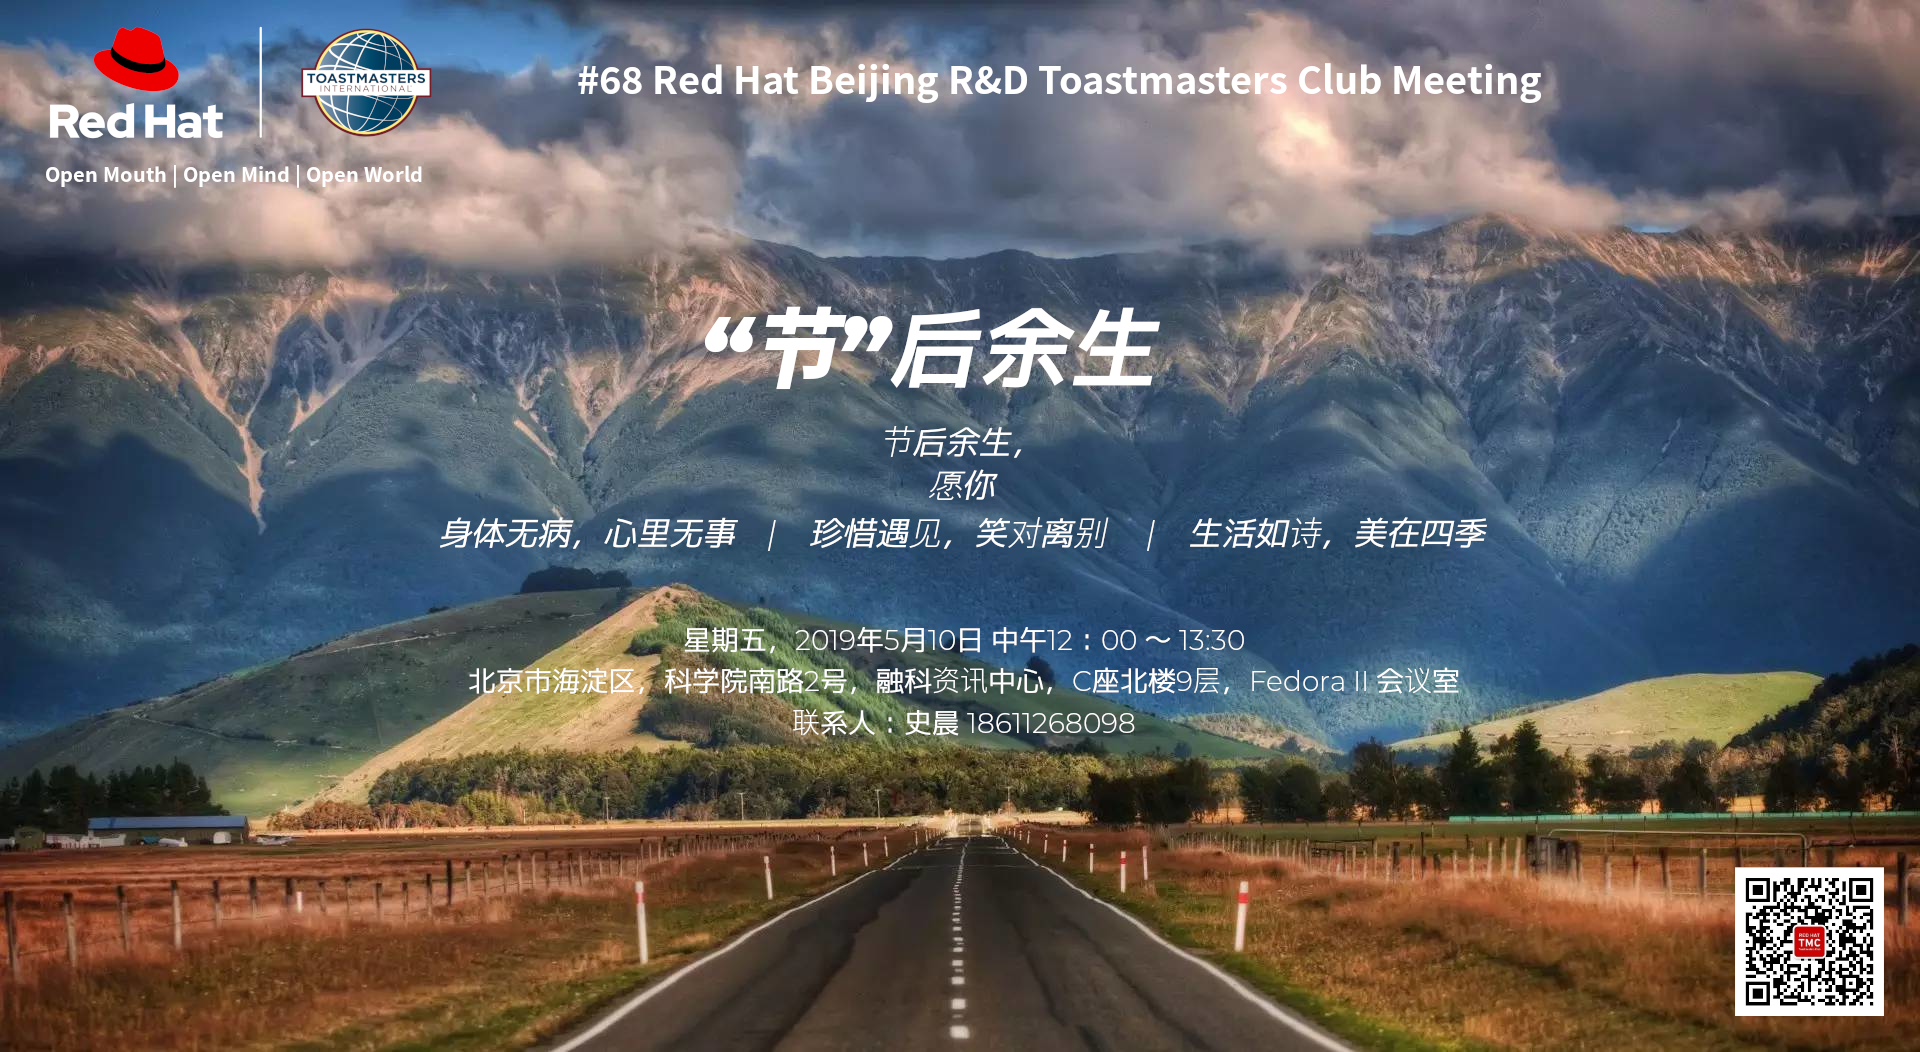 Red Hat
TOASTMASTERS
INTERNATIONAL
Open Mouth | Open Mind | Open World
#68 Red Hat Beijing R&D Toastmasters Club Meeting
“节”后余生
节后余生，
愿你
身体无病，心里无事 | 珍惜遇见，笑对离别 | 生活如诗，美在四季
星期五，2019年5月10日 中午12：00 ～ 13:30
北京市海淀区，科学院南路2号，融科资讯中心，C座北楼9层，Fedora II 会议室
联系人：史晨 18611268098
RED HAT
TMC